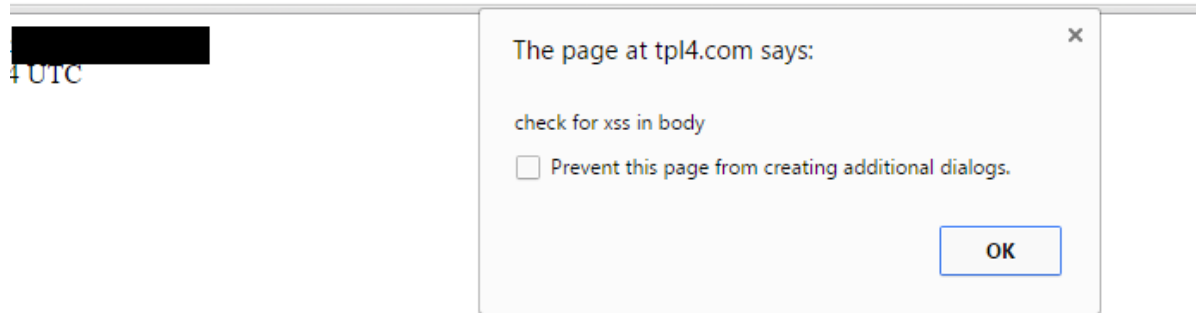 The page at tpl4.com says:
4 UTC
check for xss in body
Prevent this page from creating additional dialogs.
OK